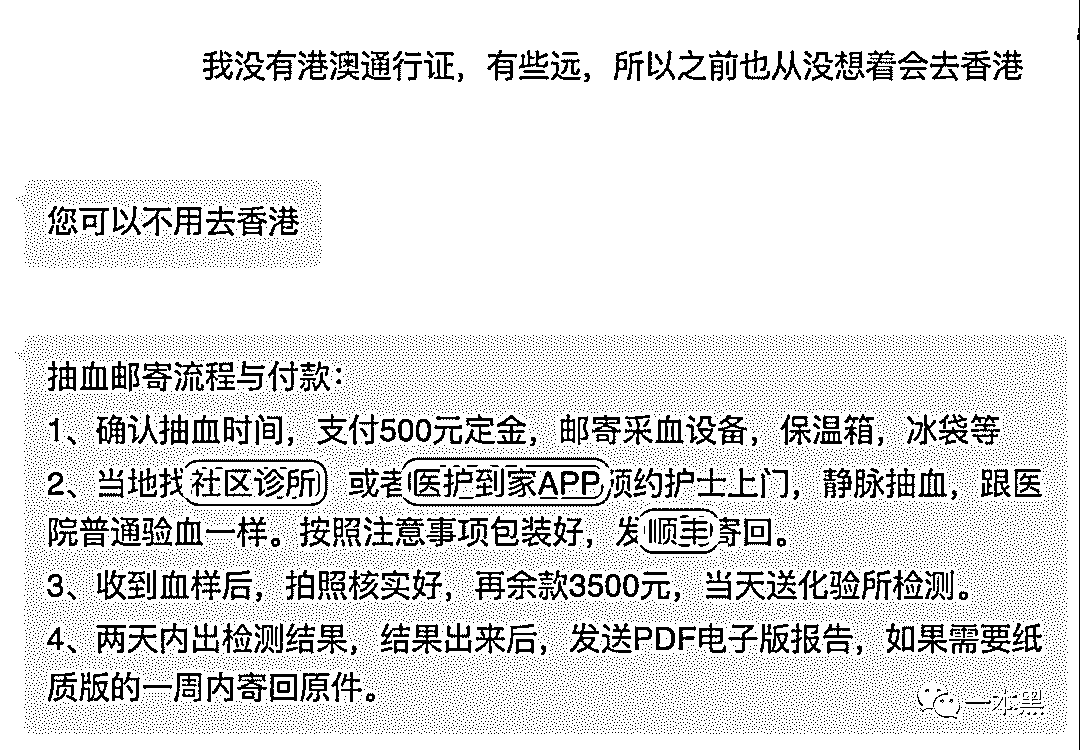 我没有港澳通行证，有些远，所以之前也从没想着会去香港
您可以不用去香港
抽血邮寄流程与付款：
1、确认抽血时间，支付500元定金，邮寄采血设备，保温箱，冰袋等
2、当地找社区诊所 或者医护到家APP预约护士上门，静脉抽血，跟医
院普通验血一样。按照注意事项包装好，发顺丰寄回。
3、收到血样后，拍照核实好，再余款3500元，当天送化验所检测。
4、两天内出检测结果，结果出来后，发送PDF电子版报告，如果需要纸
质版的一周内寄回原件。
一本黑